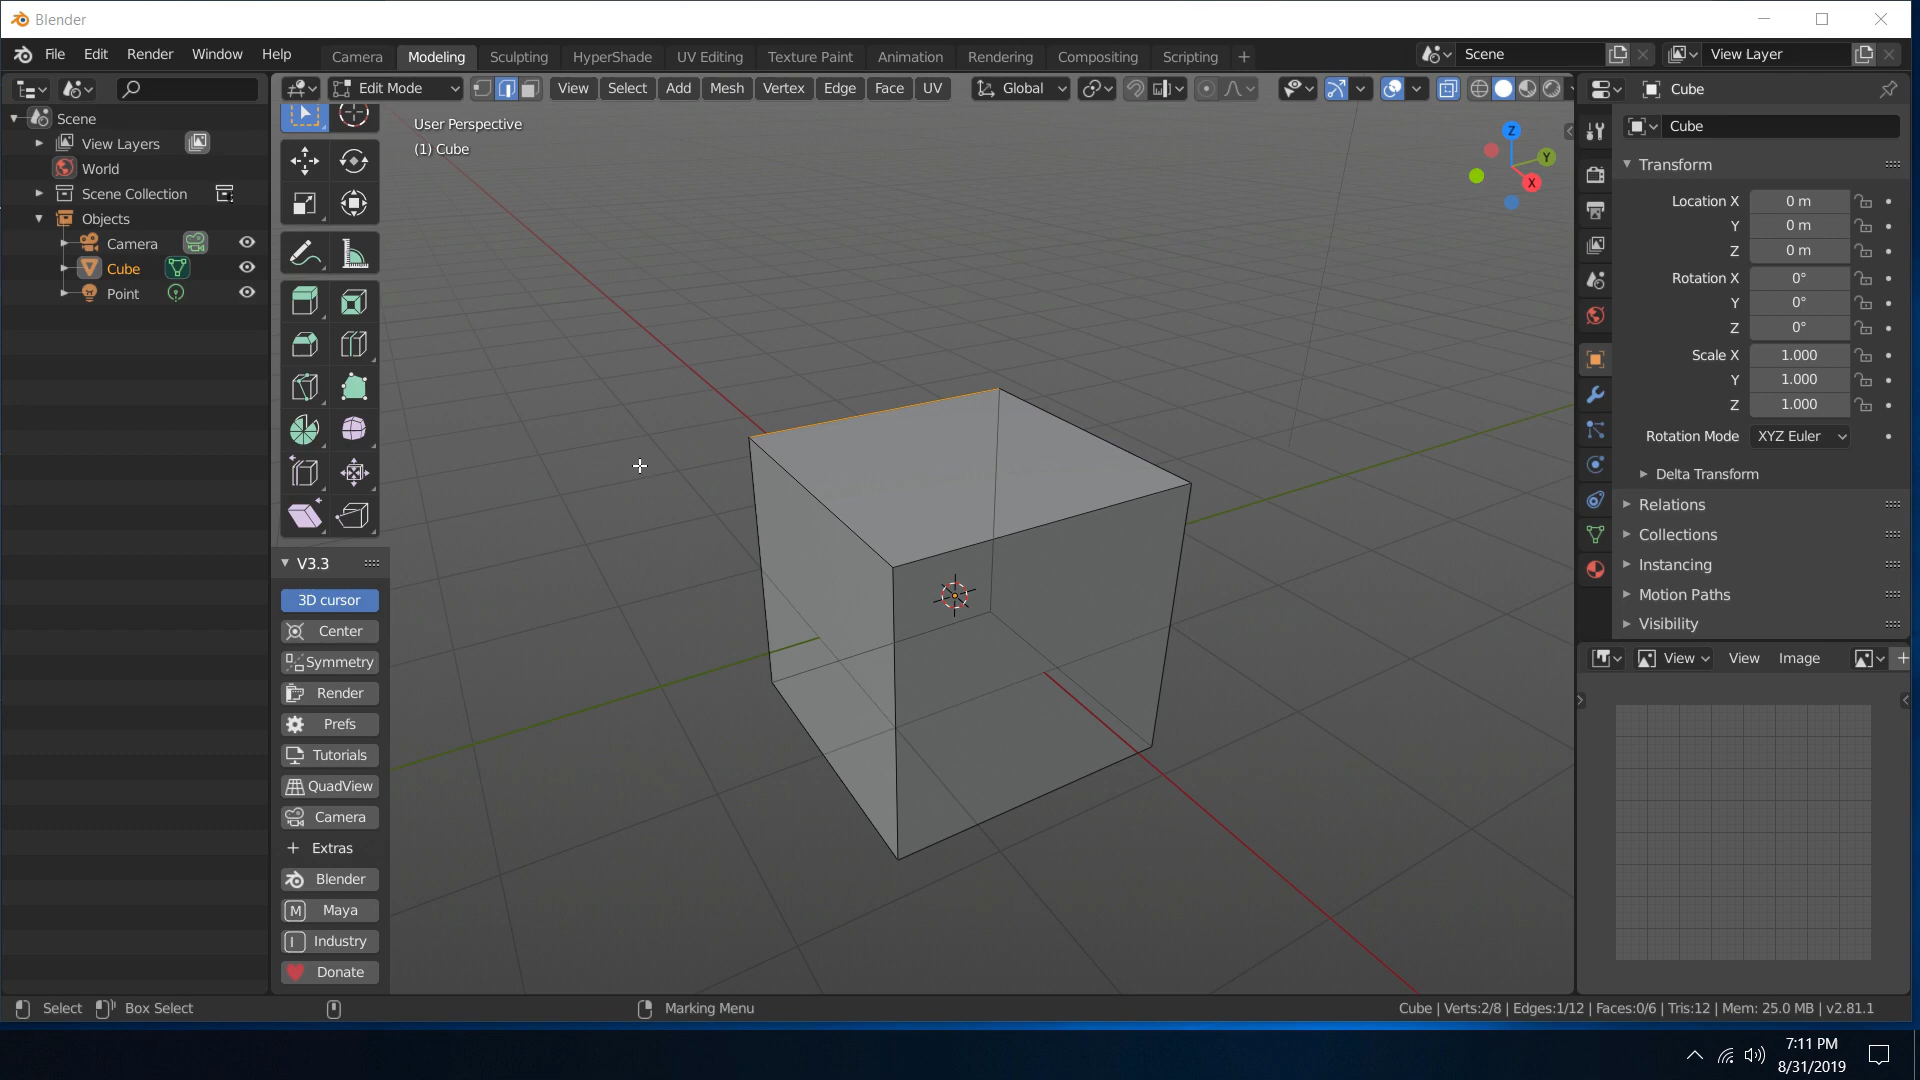 Blender
File Edit Render Window Help
Camera Modeling Sculpting HyperShade UV Editing Texture Paint Animation Rendering Compositing Scripting +
Scene
View Layer
Edit Mode
View Select Add Mesh Vertex Edge Face UV
Global
Scene
View Layers
World
Scene Collection
Objects
Camera
Cube
Point
User Perspective
(1) Cube
Z
Y
X
V3.3
3D cursor
Center
Symmetry
Render
Prefs
Tutorials
QuadView
Camera
+ Extras
Blender
M Maya
I Industry
Donate
Cube
Cube
Transform
Location X 0 m
Y 0 m
Z 0 m
Rotation X 0°
Y 0°
Z 0°
Scale X 1.000
Y 1.000
Z 1.000
Rotation Mode XYZ Euler
Delta Transform
Relations
Collections
Instancing
Motion Paths
Visibility
View View Image +
Select Box Select Marking Menu
Cube | Verts:2/8 | Edges:1/12 | Faces:0/6 | Tris:12 | Mem: 25.0 MB | v2.81.1
7:11 PM
8/31/2019